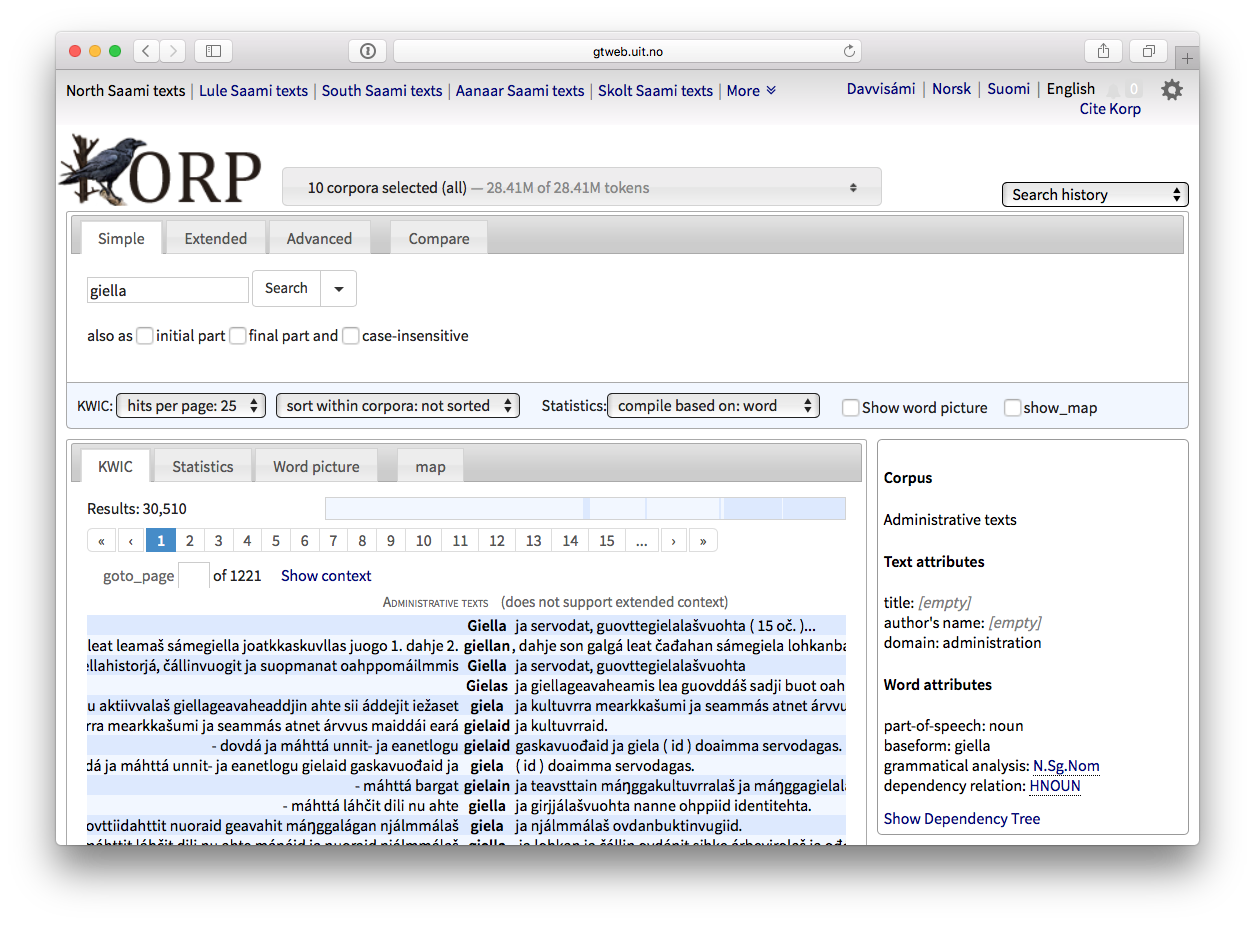 gtweb.uit.no
North Saami texts | Lule Saami texts | South Saami texts | Aanaar Saami texts | Skolt Saami texts | More
Davvisámi | Norsk | Suomi | English 0
Cite Korp
KORP
10 corpora selected (all) — 28.41M of 28.41M tokens
Search history
Simple Extended Advanced Compare
giella Search
also as initial part final part and case-insensitive
KWIC: hits per page: 25 sort within corpora: not sorted Statistics: compile based on: word Show word picture show_map
KWIC Statistics Word picture map
Results: 30,510
« ‹ 1 2 3 4 5 6 7 8 9 10 11 12 13 14 15 ... › »
goto_page of 1221 Show context
Administrative texts (does not support extended context)
Giella ja servodat, guovttegielalašvuohta ( 15 oč. )...
leat leamaš sámegiella joatkkaskuvllas juogo 1. dahje 2. giellan , dahje son galgá leat čađahan sámegiela lohkanba
ellahistorjá, čállinvuogit ja suopmanat oahppomáilmmis Giella ja servodat, guovttegielalašvuohta
Gielas ja giellageavaheamis lea guovddáš sadji buot oah
u aktiivvalaš giellageavaheaddjin ahte sii áddejit iežaset giela ja kultuvrra mearkkašumi ja seammás atnet árvvu
rra mearkkašumi ja seammás atnet árvvus maiddái eará gielaid ja kultuvrraid.
- dovdá ja máhttá unnit- ja eanetlogu gielaid gaskavuođaid ja giela ( id ) doaimma servodagas.
dá ja máhttá unnit- ja eanetlogu gielaid gaskavuođaid ja giela ( id ) doaimma servodagas.
- máhttá bargat gielain ja teavsttain máŋggakultuvrralaš ja máŋggagiela
- máhttá láhčit dili nu ahte giella ja girjjálašvuohta nanne ohppiid identitehta.
ovttiidahttit nuoraid geavahit máŋggalágan njálmmálaš giela ja njálmmálaš ovdanbuktinvugiid.
Corpus
Administrative texts
Text attributes
title: [empty]
author's name: [empty]
domain: administration
Word attributes
part-of-speech: noun
baseform: giella
grammatical analysis: N.Sg.Nom
dependency relation: HNOUN
Show Dependency Tree